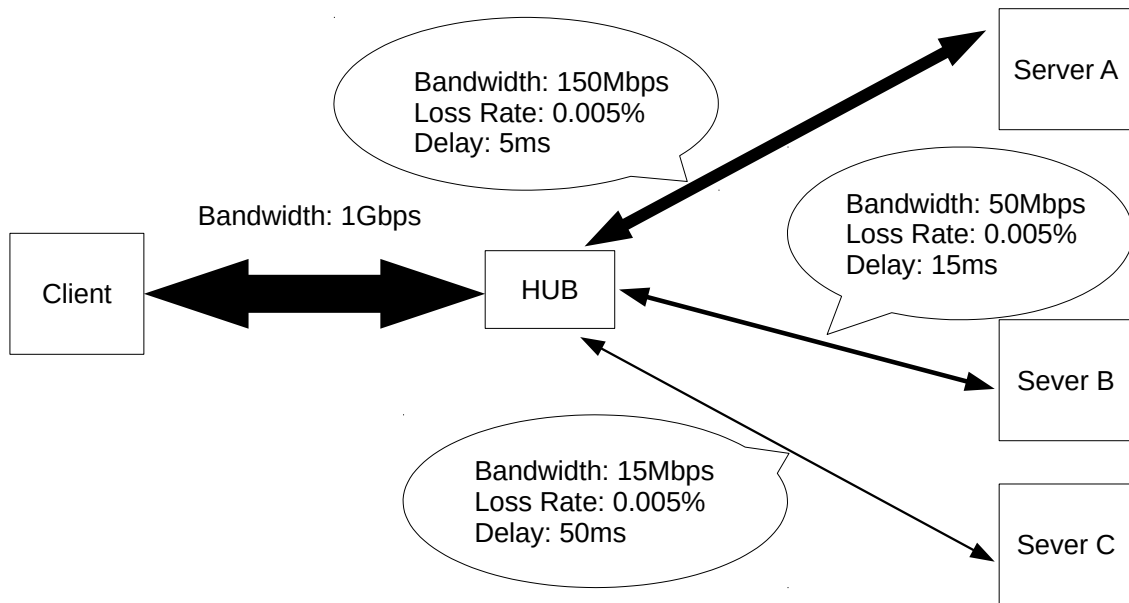 Bandwidth: 150Mbps
Loss Rate: 0.005%
Delay: 5ms
Server A
Bandwidth: 1Gbps
Bandwidth: 50Mbps
Loss Rate: 0.005%
Delay: 15ms
Client
HUB
Sever B
Bandwidth: 15Mbps
Loss Rate: 0.005%
Delay: 50ms
Sever C